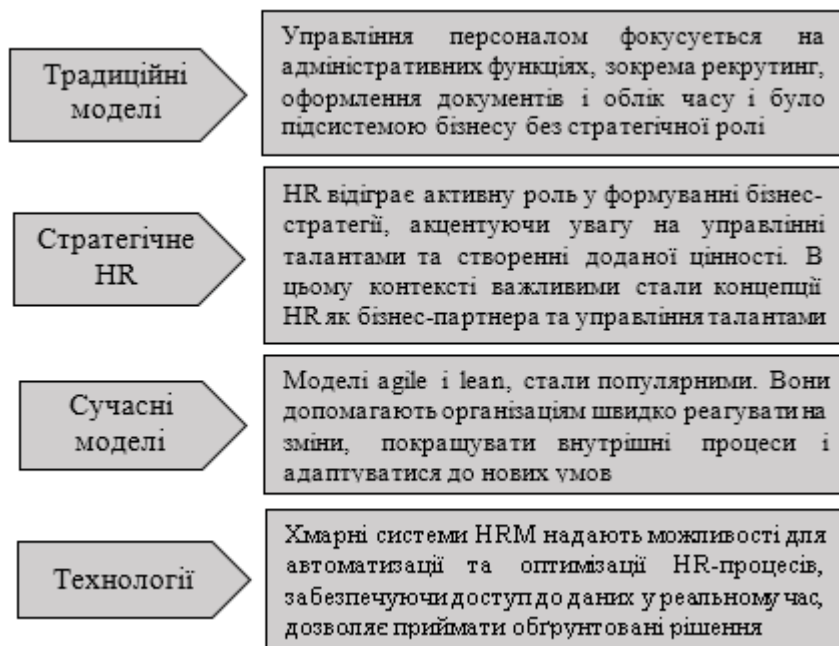 Традиційні
моделі
Управління персоналом фокусується на
адміністративних функціях, зокрема рекрутинг,
оформлення документів і облік часу і було
підсистемою бізнесу без стратегічної ролі
Стратегічне
HR
HR відіграє активну роль у формуванні бізнес-
стратегії, акцентуючи увагу на управлінні
талантами та створенні доданої цінності. В
цьому контексті важливими стали концепції
HR як бізнес-партнера та управління талантами
Сучасні
моделі
Моделі agile і lean, стали популярними. Вони
допомагають організаціям швидко реагувати на
зміни, покращувати внутрішні процеси і
адаптуватися до нових умов
Технології
Хмарні системи HRM надають можливості для
автоматизації та оптимізації HR-процесів,
забезпечуючи доступ до даних у реальному час,
дозволяє приймати обґрунтовані рішення